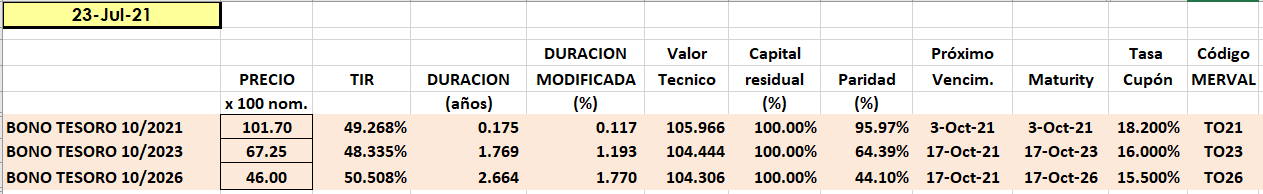 23-Jul-21
DURACION Valor Capital Próximo Tasa Código
PRECIO TIR DURACION MODIFICADA Tecnico residual Paridad Vencim. Maturity Cupón MERVAL
x 100 nom. (años) (%) (%) (%)
BONO TESORO 10/2021 101.70 49.268% 0.175 0.117 105.966 100.00% 95.97% 3-Oct-21 3-Oct-21 18.200% TO21
BONO TESORO 10/2023 67.25 48.335% 1.769 1.193 104.444 100.00% 64.39% 17-Oct-21 17-Oct-23 16.000% TO23
BONO TESORO 10/2026 46.00 50.508% 2.664 1.770 104.306 100.00% 44.10% 17-Oct-21 17-Oct-26 15.500% TO26